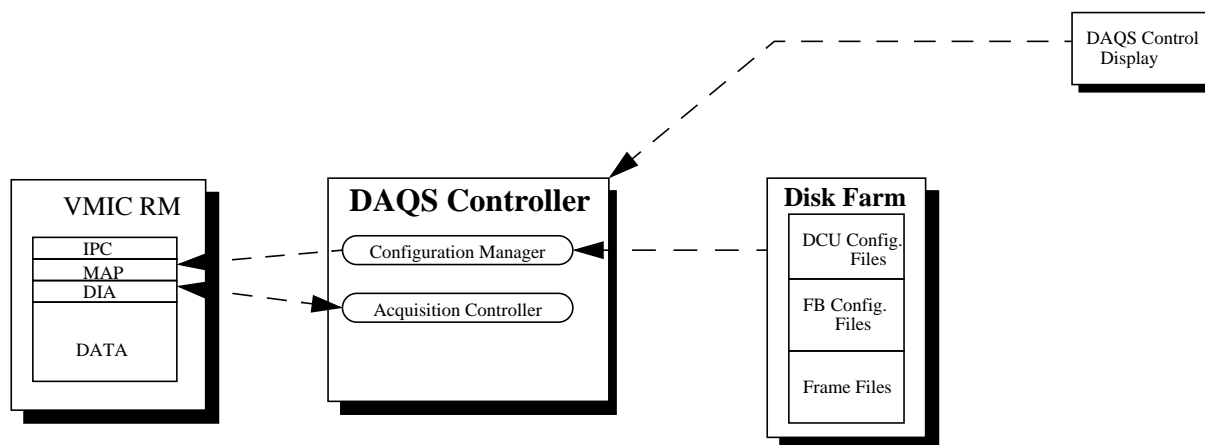 DAQS Control
Display
VMIC RM
IPC
MAP
DIA
DATA
DAQS Controller
Configuration Manager
Acquisition Controller
Disk Farm
DCU Config.
Files
FB Config.
Files
Frame Files